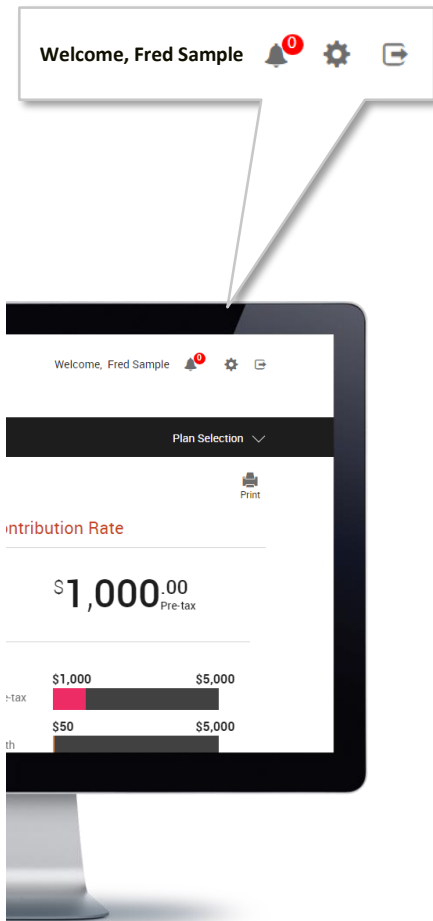 Welcome, Fred Sample 0
Welcome, Fred Sample 0
Plan Selection
Print
ontribution Rate
$1,000.00
Pre-tax
$1,000 $5,000
e-tax
$50 $5,000
th